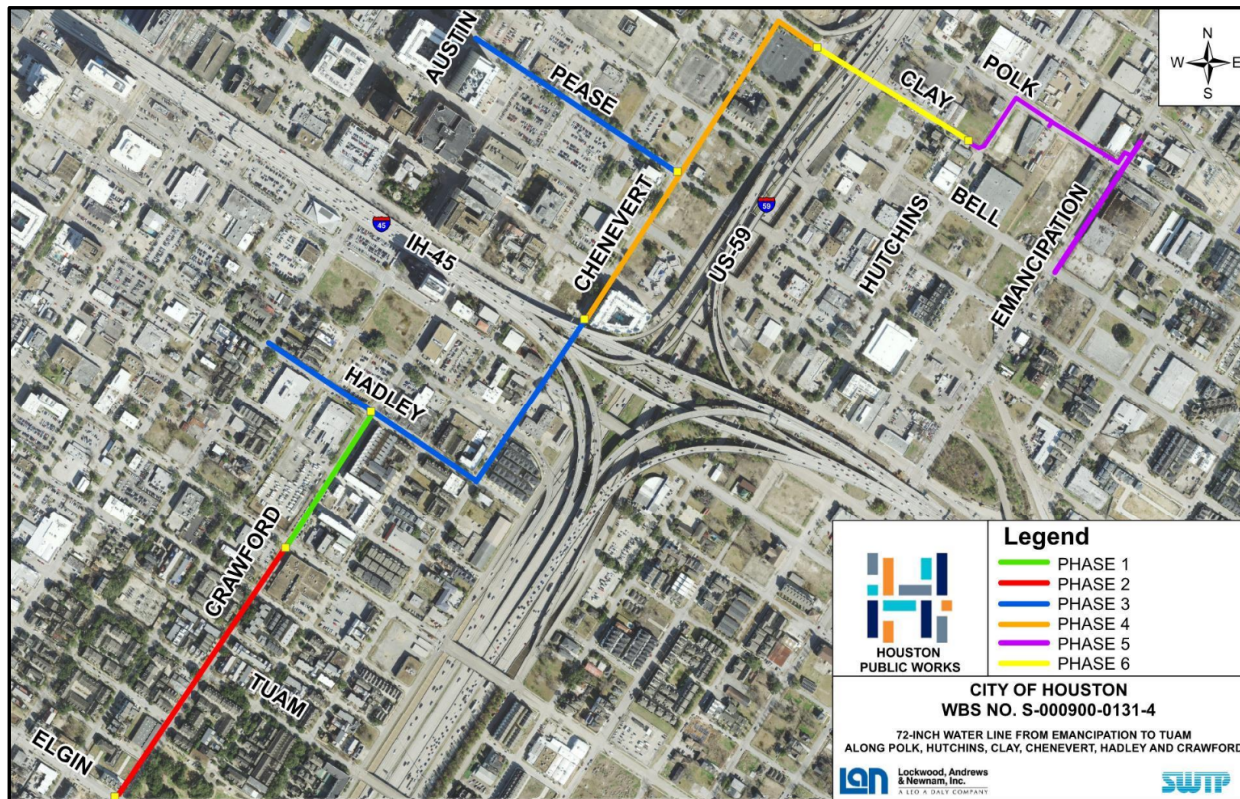 AUSTIN
PEASE
CLAY
POLK
N
W E
S
CHENEVERT
45
IH-45
59
US-59
HUTCHINS
BELL
EMANCIPATION
HADLEY
CRAWFORD
TUAM
ELGIN
HOUSTON
PUBLIC WORKS
Legend
PHASE 1
PHASE 2
PHASE 3
PHASE 4
PHASE 5
PHASE 6
CITY OF HOUSTON
WBS NO. S-000900-0131-4
72-INCH WATER LINE FROM EMANCIPATION TO TUAM
ALONG POLK, HUTCHINS, CLAY, CHENEVERT, HADLEY AND CRAWFORD
Lan
Lockwood, Andrews
& Newnam, Inc.
A LEO A DALY COMPANY
SWTP